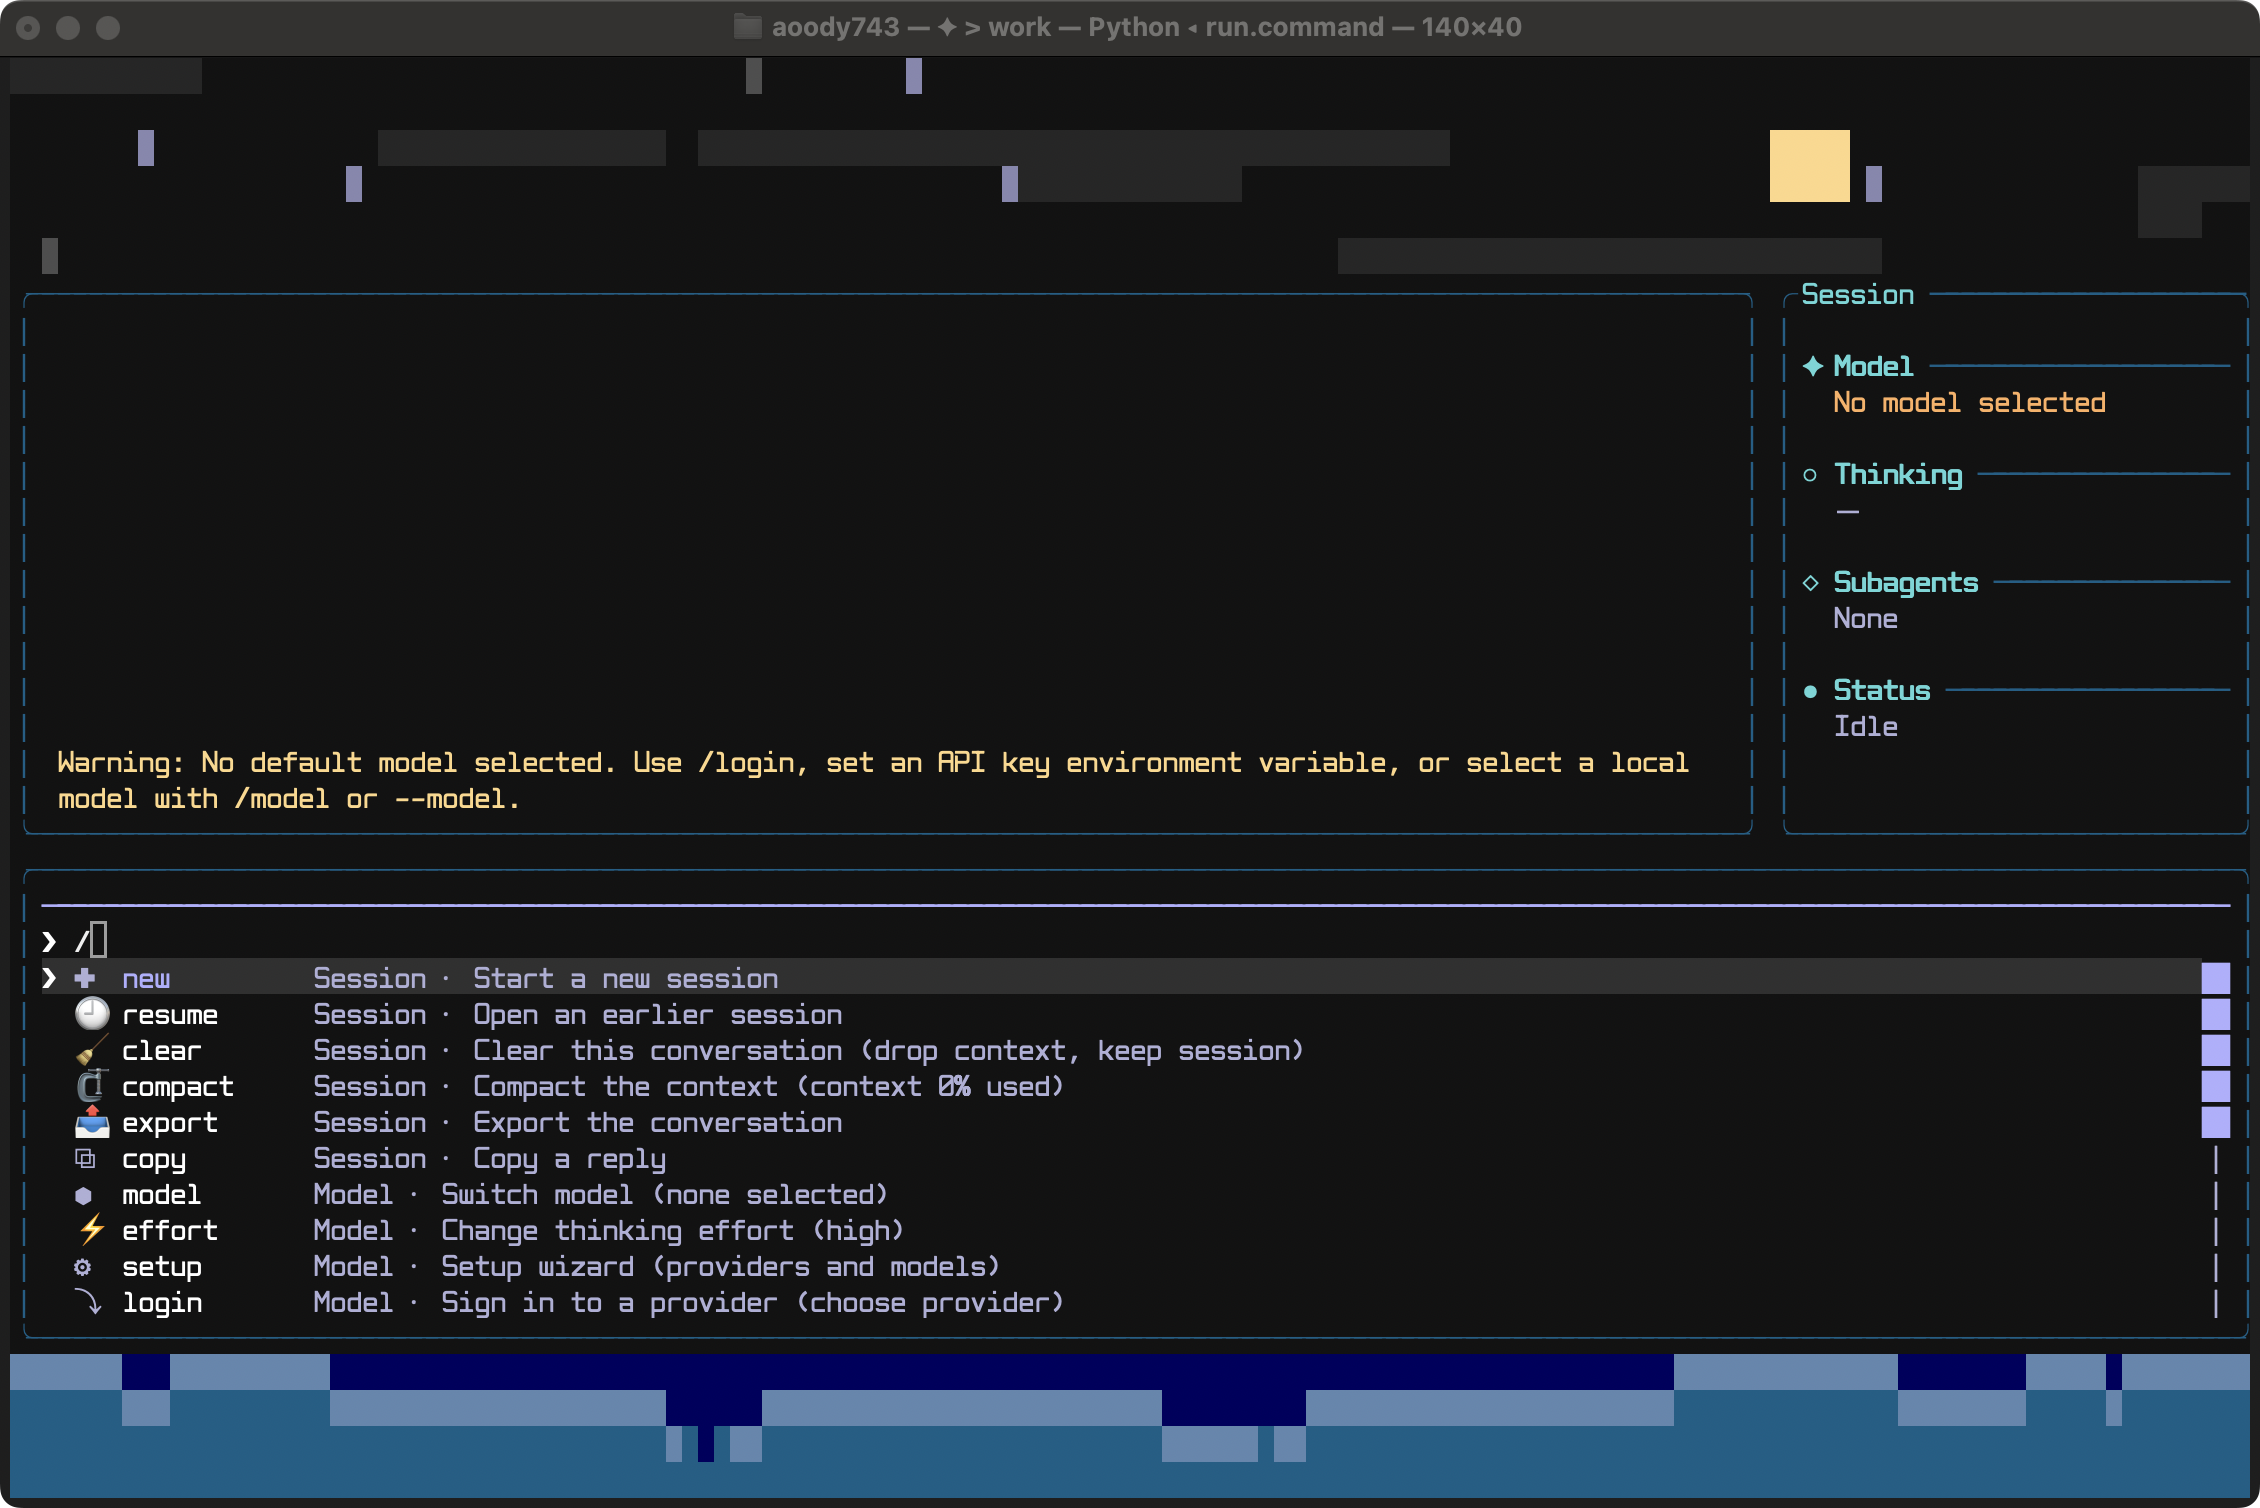 aoody743 — ✦ > work — Python ◂ run.command — 140×40
Session
✦ Model
No model selected
○ Thinking
—
◇ Subagents
None
● Status
Idle
Warning: No default model selected. Use /login, set an API key environment variable, or select a local
model with /model or --model.
❯ /
❯ ✚ new Session · Start a new session
🕘 resume Session · Open an earlier session
🧹 clear Session · Clear this conversation (drop context, keep session)
🗜 compact Session · Compact the context (context 0% used)
📤 export Session · Export the conversation
⧉ copy Session · Copy a reply
⬢ model Model · Switch model (none selected)
⚡ effort Model · Change thinking effort (high)
⚙ setup Model · Setup wizard (providers and models)
⤵ login Model · Sign in to a provider (choose provider)